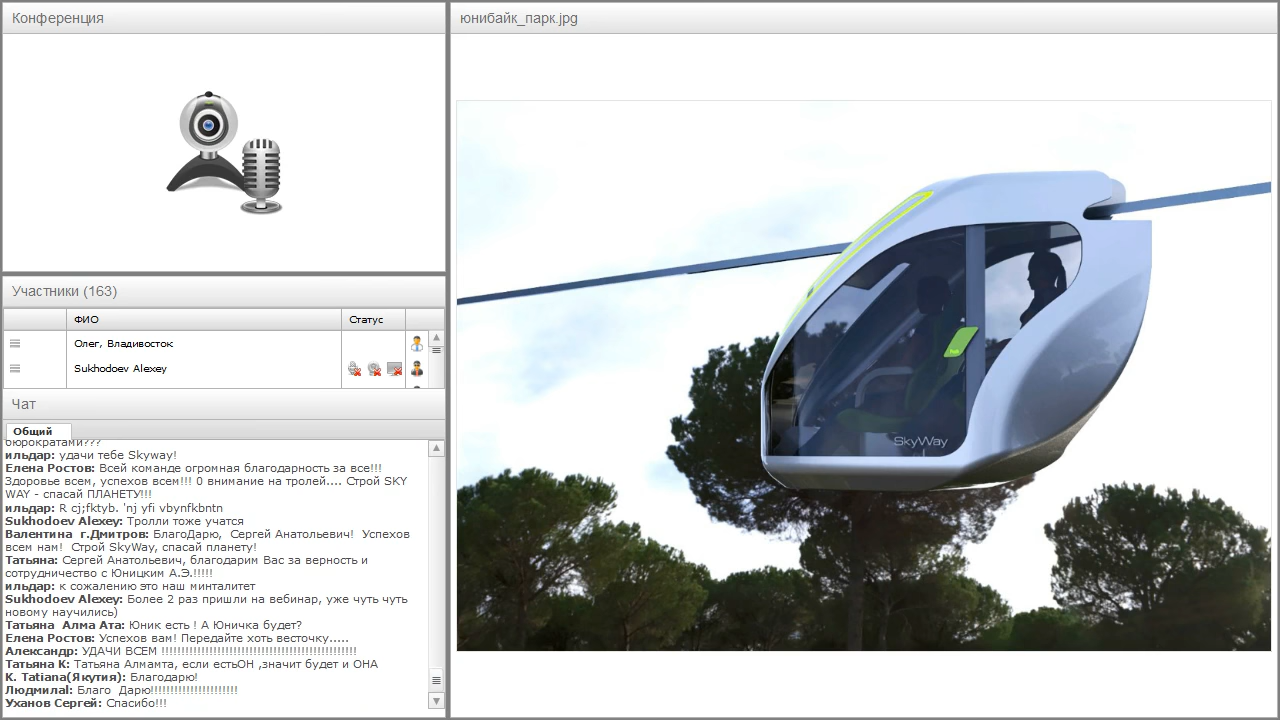 Конференция
юнибайк_парк.jpg
Участники (163)
ФИО Статус
Олег, Владивосток
Sukhodoev Alexey
Чат
Общий
бюрократами???
ильдар: удачи тебе Skyway!
Елена Ростов: Всей команде огромная благодарность за все!!!
Здоровье всем, успехов всем!!! 0 внимание на тролей.... Строй SKY
WAY - спасай ПЛАНЕТУ!!!
ильдар: R cj;fktyb. 'nj yfi vbynfkbntn
Sukhodoev Alexey: Тролли тоже учатся
Валентина г.Дмитров: БлагоДарю, Сергей Анатольевич! Успехов
всем нам! Строй SkyWay, спасай планету!
Татьяна: Сергей Анатольевич, благодарим Вас за верность и
сотрудничество с Юницким А.Э.!!!!!
ильдар: к сожалению это наш минталитет
Sukhodoev Alexey: Более 2 раз пришли на вебинар, уже чуть чуть
новому научились)
Татьяна Алма Ата: Юник есть ! А Юничка будет?
Елена Ростов: Успехов вам! Передайте хоть весточку.....
Александр: УДАЧИ ВСЕМ !!!!!!!!!!!!!!!!!!!!!!!!!!!!!!!!!!!!!!!!!!!!!!!!!
Татьяна К: Татьяна Алмамта, если естьОН ,значит будет и ОНА
K. Tatiana(Якутия): Благодарю!
Людмилаl: Благо Дарю!!!!!!!!!!!!!!!!!!!!!!
Уханов Сергей: Спасибо!!!
SkyWay